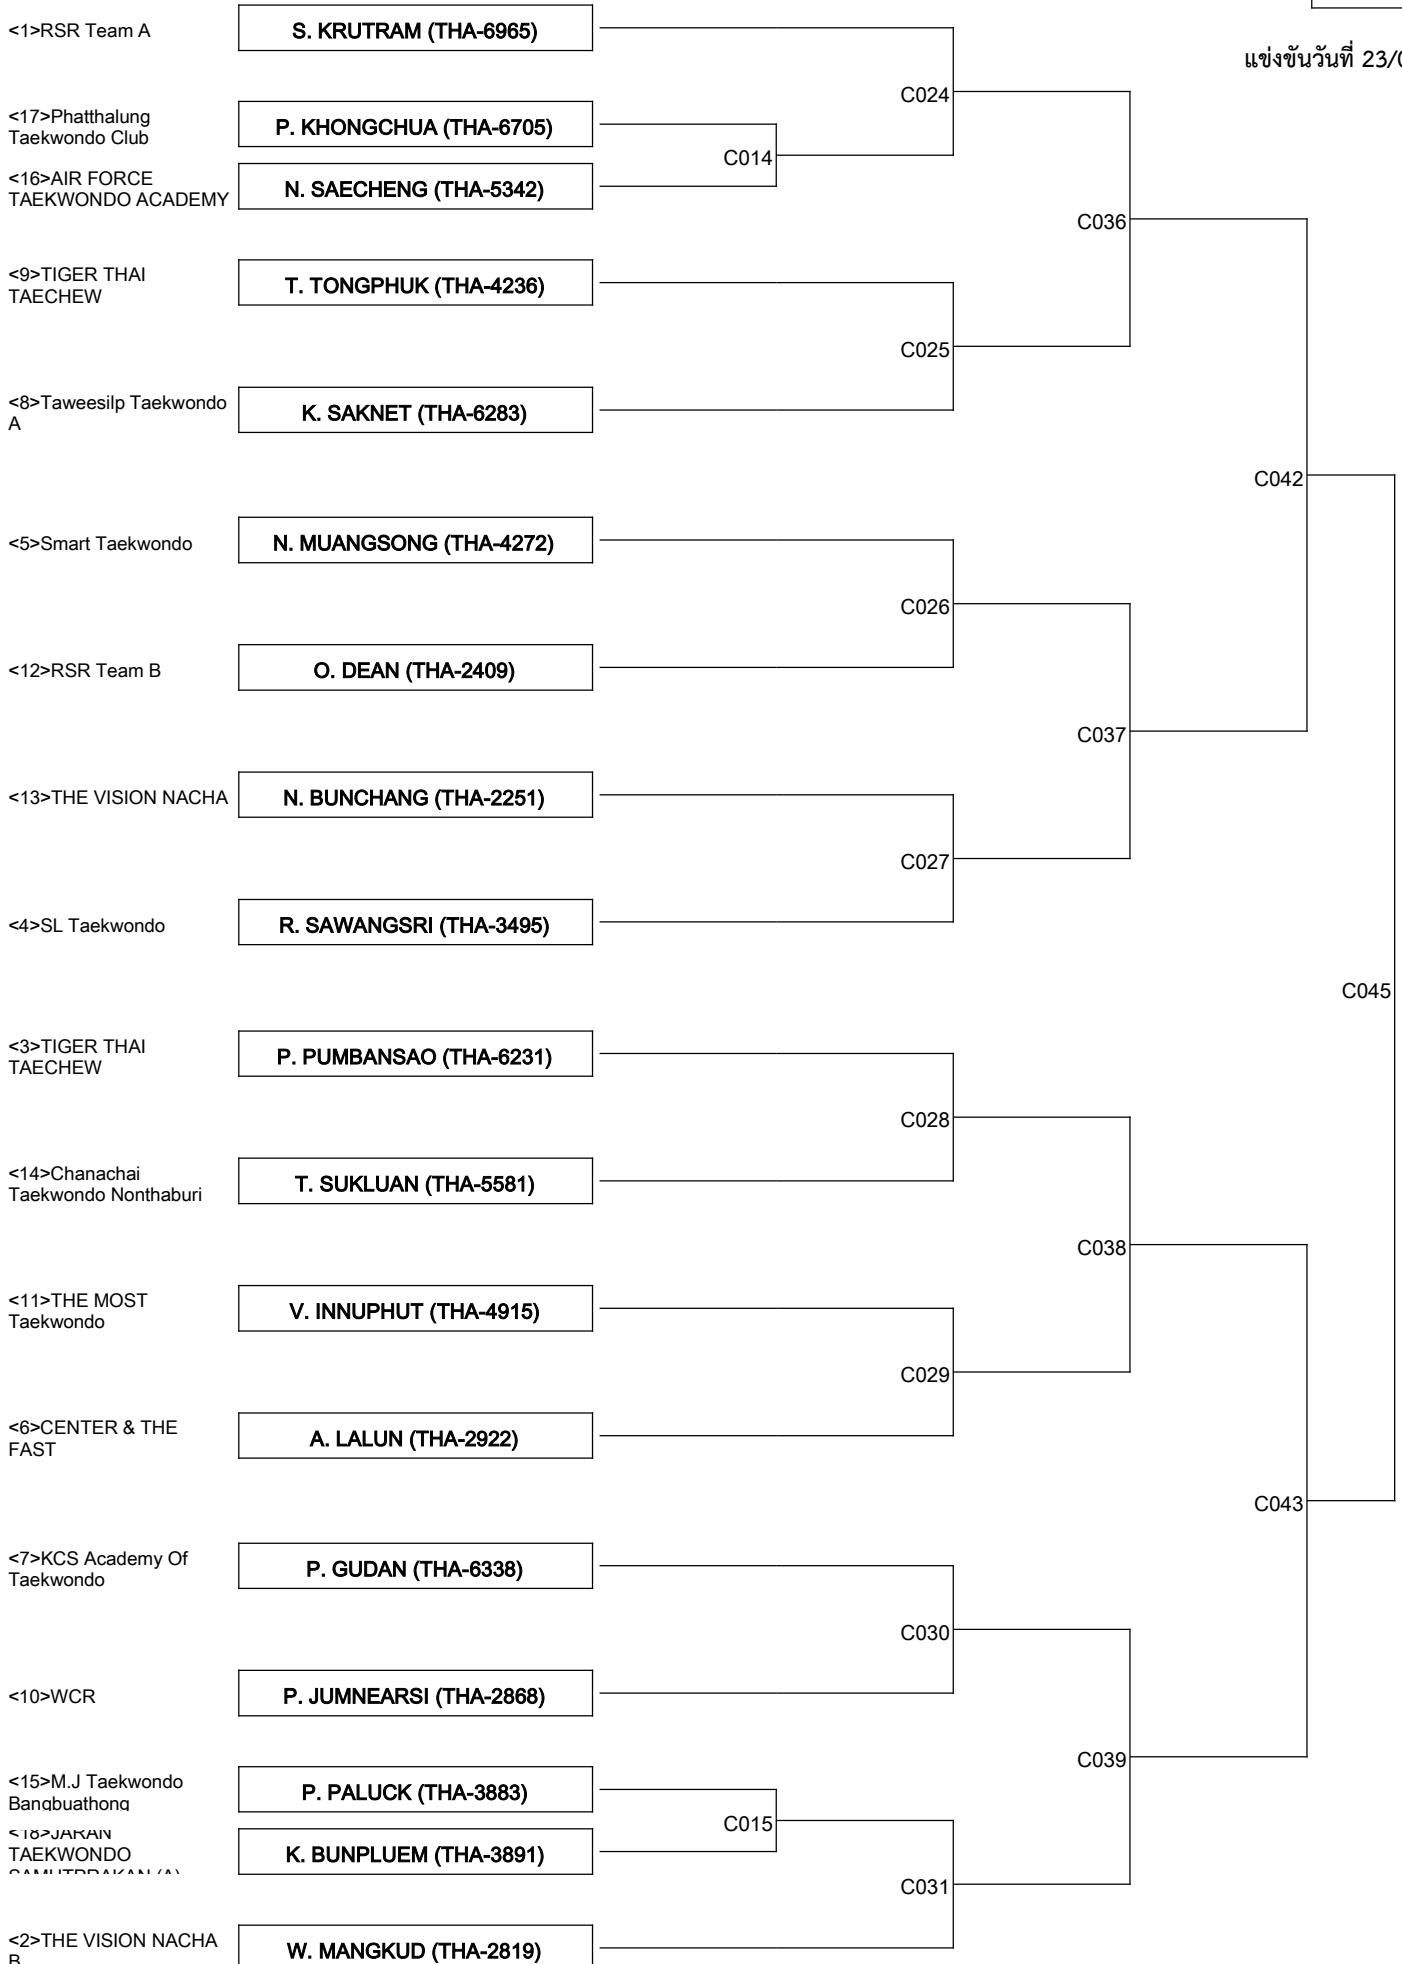 <1>RSR Team A
S. KRUTRAM (THA-6965)
แข่งขันวันที่ 23/0
C024
<17>Phatthalung
Taekwondo Club
P. KHONGCHUA (THA-6705)
C014
<16>AIR FORCE
TAEKWONDO ACADEMY
N. SAECHENG (THA-5342)
C036
<9>TIGER THAI
TAECHEW
T. TONGPHUK (THA-4236)
C025
<8>Taweesilp Taekwondo
A
K. SAKNET (THA-6283)
C042
<5>Smart Taekwondo
N. MUANGSONG (THA-4272)
C026
<12>RSR Team B
O. DEAN (THA-2409)
C037
<13>THE VISION NACHA
N. BUNCHANG (THA-2251)
C027
<4>SL Taekwondo
R. SAWANGSRI (THA-3495)
C045
<3>TIGER THAI
TAECHEW
P. PUMBANSAO (THA-6231)
C028
<14>Chanachai
Taekwondo Nonthaburi
T. SUKLUAN (THA-5581)
C038
<11>THE MOST
Taekwondo
V. INNUPHUT (THA-4915)
C029
<6>CENTER & THE
FAST
A. LALUN (THA-2922)
C043
<7>KCS Academy Of
Taekwondo
P. GUDAN (THA-6338)
C030
<10>WCR
P. JUMNEARSI (THA-2868)
C039
<15>M.J Taekwondo
Bangbuathong
P. PALUCK (THA-3883)
C015
<18>JARAN
TAEKWONDO
SAMUTPRAKAN (A)
K. BUNPLUEM (THA-3891)
C031
<2>THE VISION NACHA
B
W. MANGKUD (THA-2819)